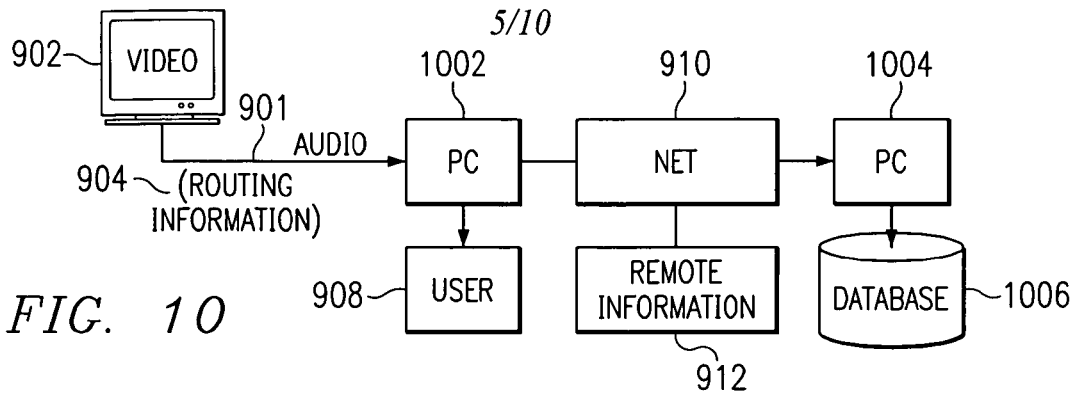 5/10
902
VIDEO
901
AUDIO
904
(ROUTING
INFORMATION)
1002
PC
910
NET
1004
PC
908
USER
REMOTE
INFORMATION
912
DATABASE
1006
FIG. 10